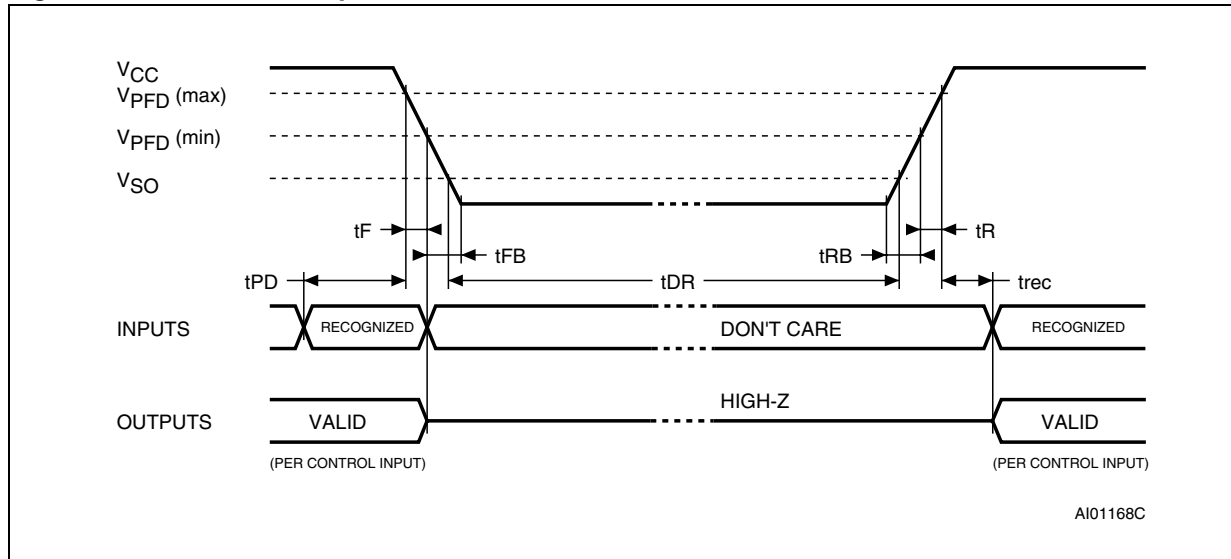 VCC
VPFD (max)
VPFD (min)
VSO
tF
tFB
tR
tRB
tPD
tDR
trec
INPUTS
RECOGNIZED
DON'T CARE
RECOGNIZED
HIGH-Z
OUTPUTS
VALID
VALID
(PER CONTROL INPUT)
(PER CONTROL INPUT)
AI01168C